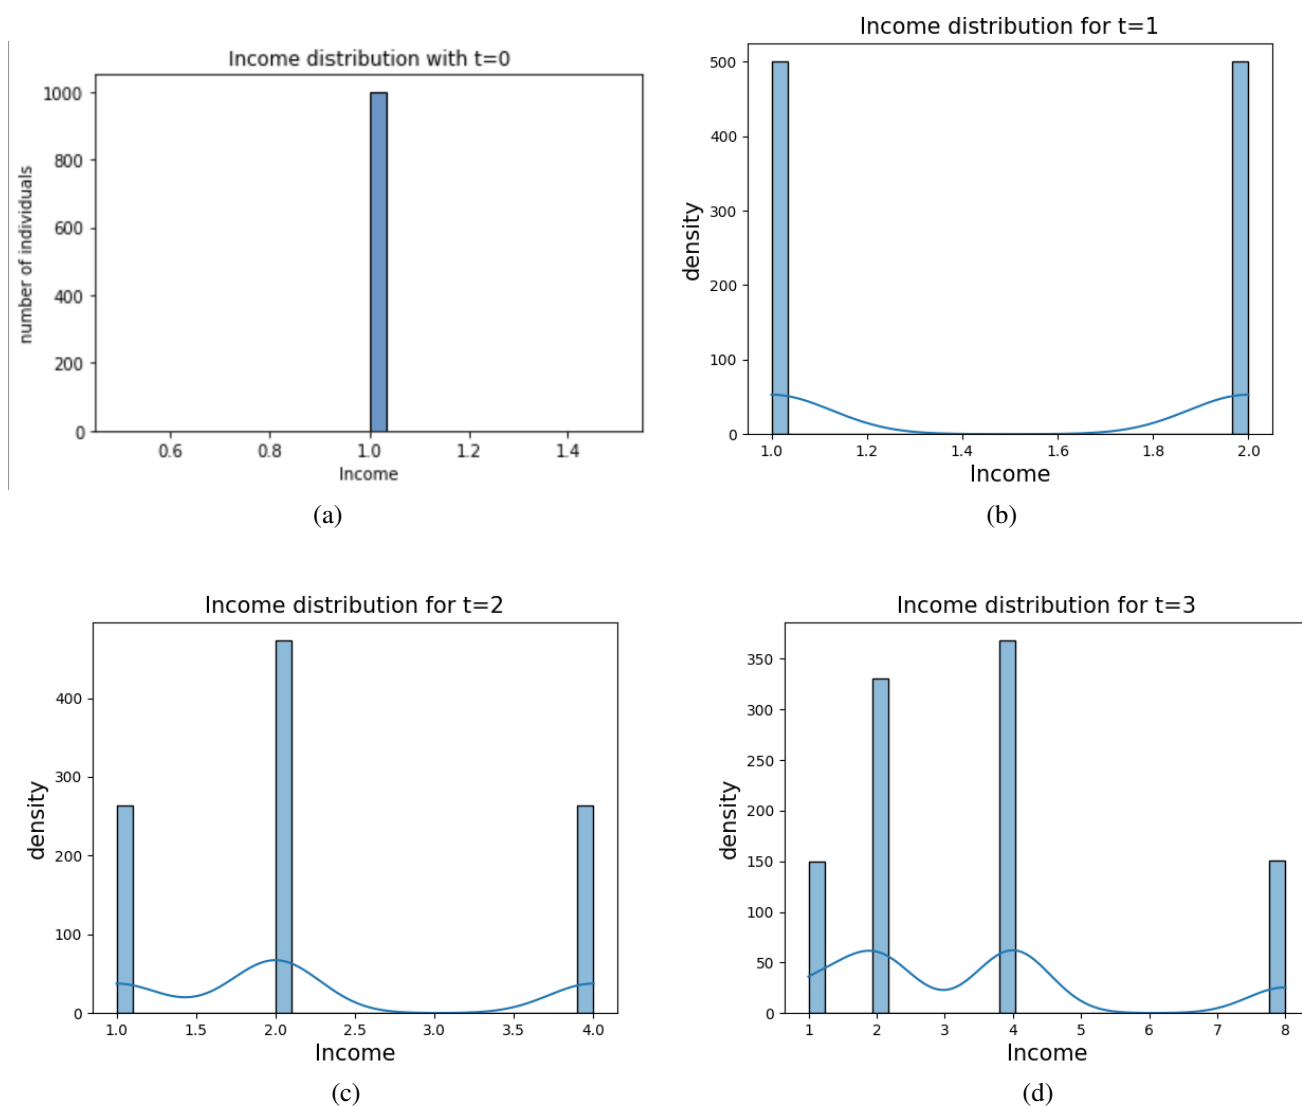 Income distribution with t=0
number of individuals
1000
800
600
400
200
0
0.6 0.8 1.0 1.2 1.4
Income
(a)
Income distribution for t=1
density
500
400
300
200
100
0
1.0 1.2 1.4 1.6 1.8 2.0
Income
(b)
Income distribution for t=2
density
400
300
200
100
0
1.0 1.5 2.0 2.5 3.0 3.5 4.0
Income
(c)
Income distribution for t=3
density
350
300
250
200
150
100
50
0
1 2 3 4 5 6 7 8
Income
(d)